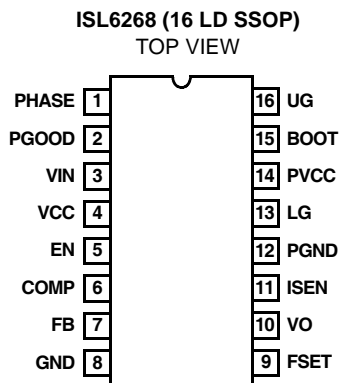 ISL6268 (16 LD SSOP)
TOP VIEW
PHASE 1
PGOOD 2
VIN 3
VCC 4
EN 5
COMP 6
FB 7
GND 8
16 UG
15 BOOT
14 PVCC
13 LG
12 PGND
11 ISEN
10 VO
9 FSET